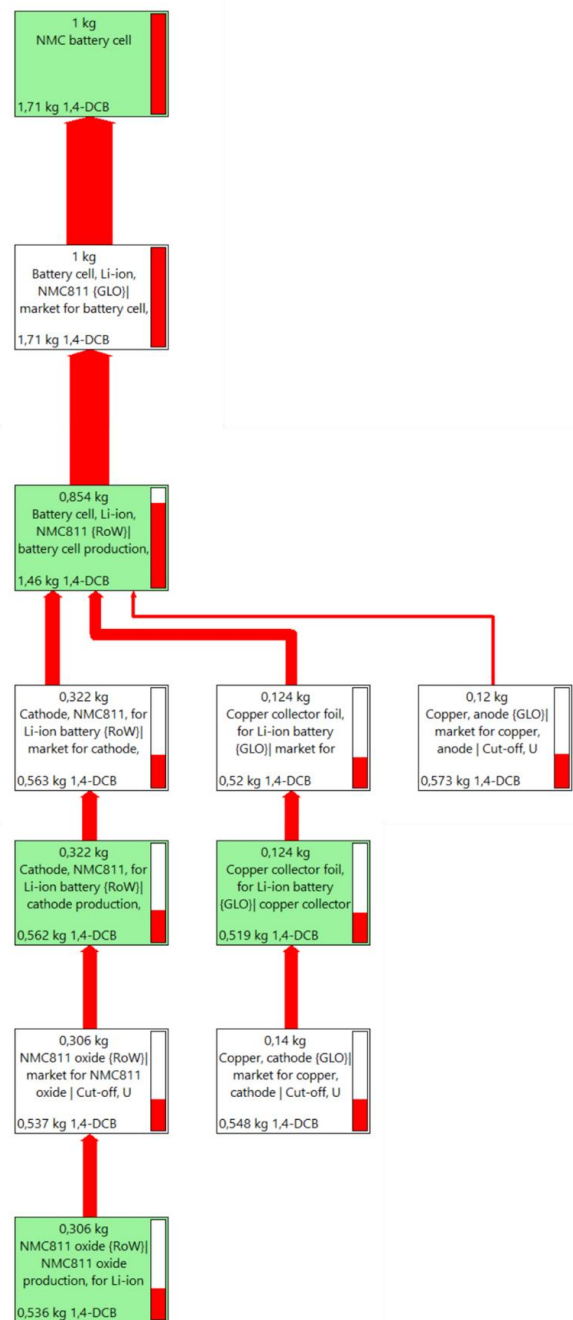 1 kg
NMC battery cell
1,71 kg 1,4-DCB
1 kg
Battery cell, Li-ion,
NMC811 {GLO}|
market for battery cell,
1,71 kg 1,4-DCB
0,854 kg
Battery cell, Li-ion,
NMC811 {RoW}|
battery cell production,
1,46 kg 1,4-DCB
0,322 kg
Cathode, NMC811, for
Li-ion battery {RoW}|
market for cathode,
0,563 kg 1,4-DCB
0,124 kg
Copper collector foil,
for Li-ion battery
{GLO}| market for
0,52 kg 1,4-DCB
0,12 kg
Copper, anode {GLO}|
market for copper,
anode | Cut-off, U
0,573 kg 1,4-DCB
0,322 kg
Cathode, NMC811, for
Li-ion battery {RoW}|
cathode production,
0,562 kg 1,4-DCB
0,124 kg
Copper collector foil,
for Li-ion battery
{GLO}| copper collector
0,519 kg 1,4-DCB
0,306 kg
NMC811 oxide {RoW}|
market for NMC811
oxide | Cut-off, U
0,537 kg 1,4-DCB
0,14 kg
Copper, cathode {GLO}|
market for copper,
cathode | Cut-off, U
0,548 kg 1,4-DCB
0,306 kg
NMC811 oxide {RoW}|
NMC811 oxide
production, for Li-ion
0,536 kg 1,4-DCB